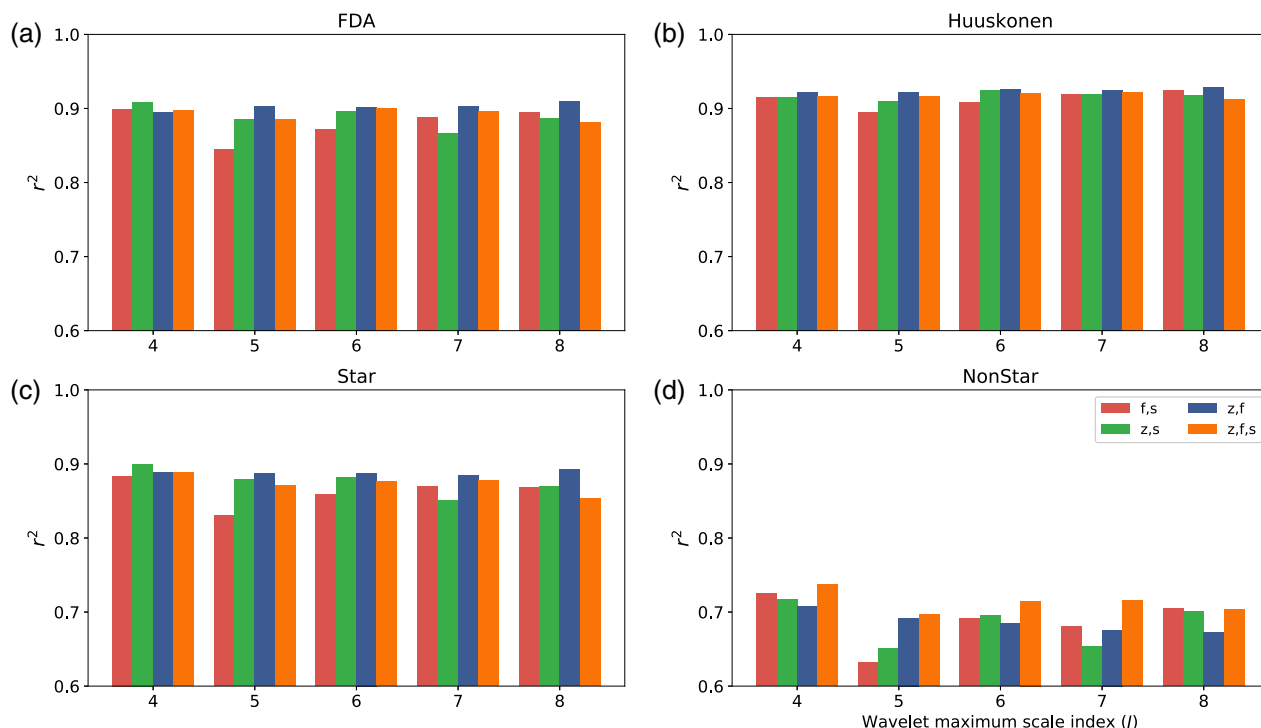 (a)
FDA
1.0
0.9
0.8
0.7
0.6
r²
4 5 6 7 8
(b)
Huuskonen
1.0
0.9
0.8
0.7
0.6
r²
4 5 6 7 8
(c)
Star
1.0
0.9
0.8
0.7
0.6
r²
4 5 6 7 8
(d)
NonStar
1.0
0.9
0.8
0.7
0.6
r²
f,s z,f
z,s z,f,s
4 5 6 7 8
Wavelet maximum scale index (J)